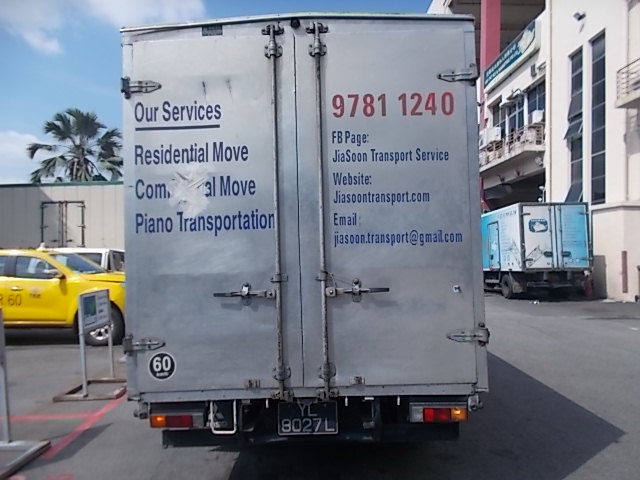 Our Services
Residential Move
Move
Piano Transportation
9781 1240
FB Page:
JiaSoon Transport Service
Website:
Jiasoontransport.com
Email:
jiasoon.transport@gmail.com
60
YL
8027L